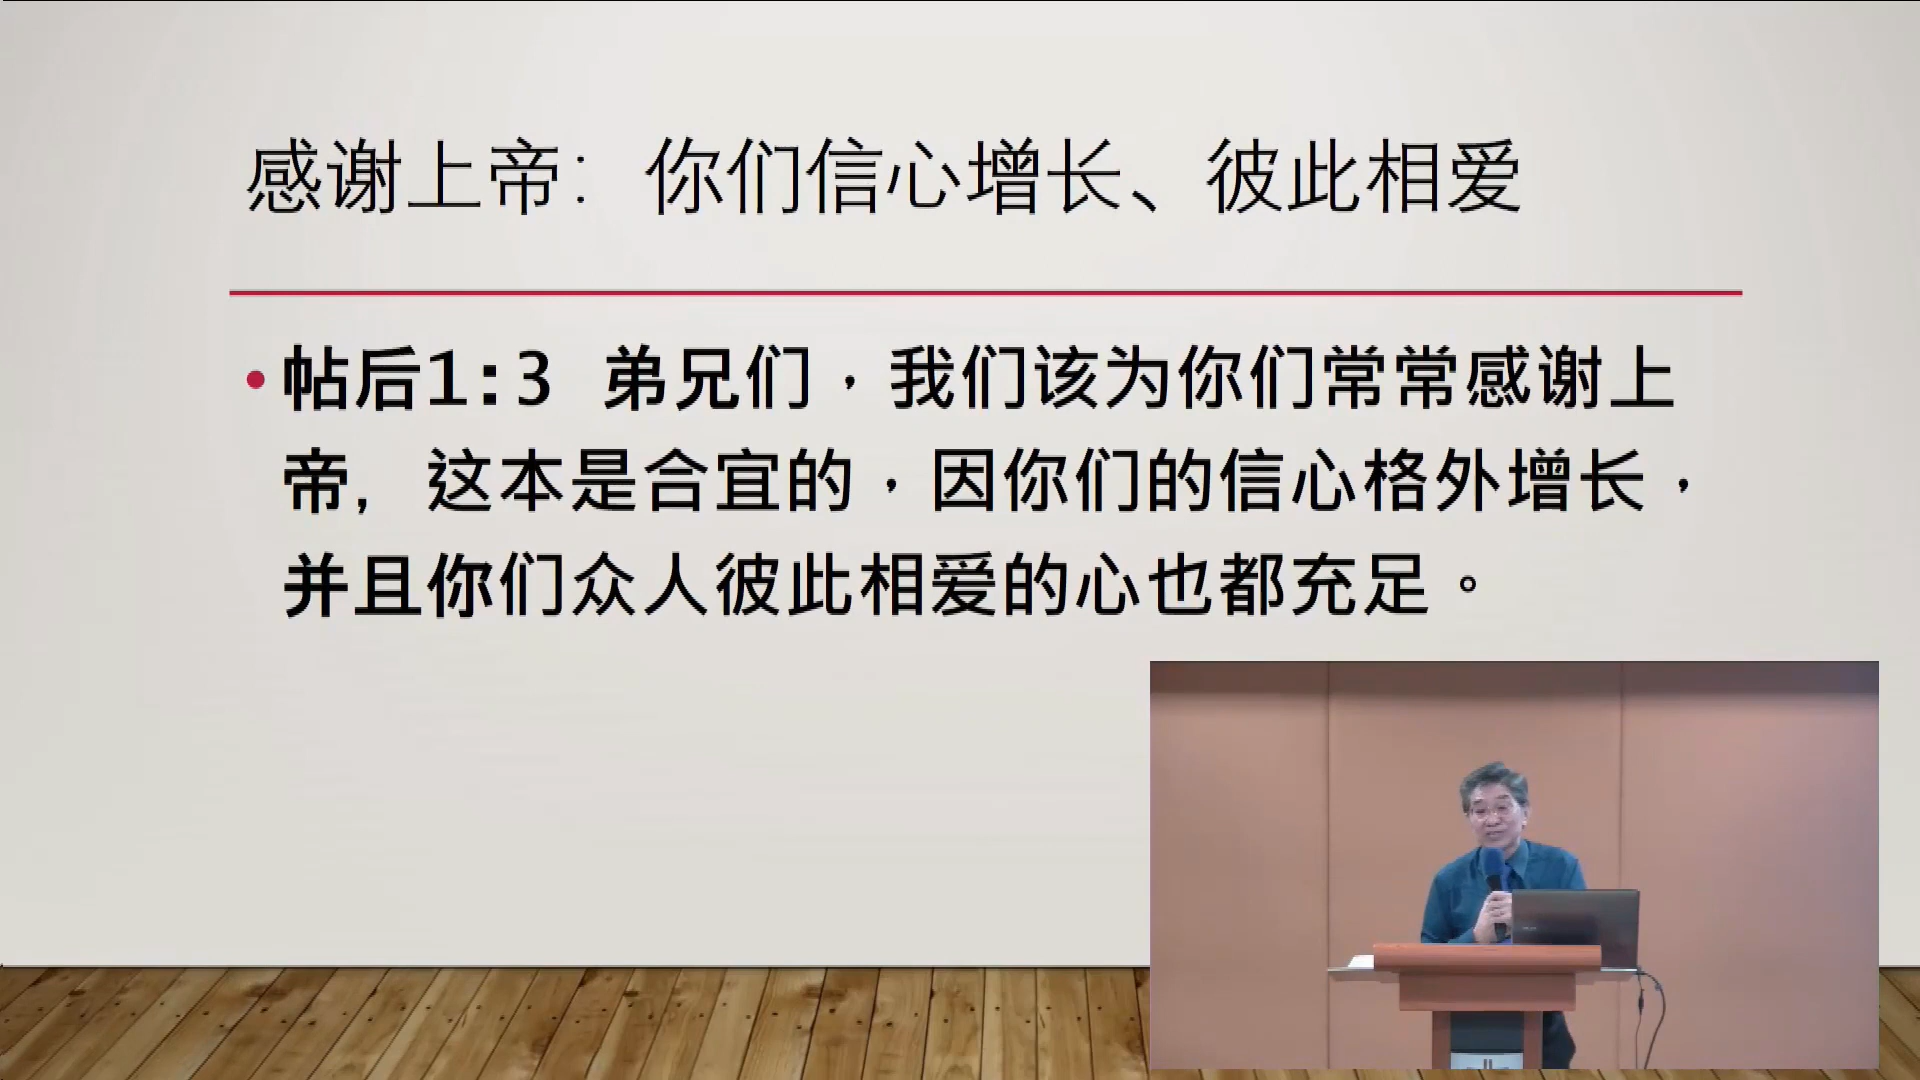 感谢上帝：你们信心增长、彼此相爱
•帖后1:3 弟兄们，我们该为你们常常感谢上
帝, 这本是合宜的，因你们的信心格外增长，
并且你们众人彼此相爱的心也都充足。